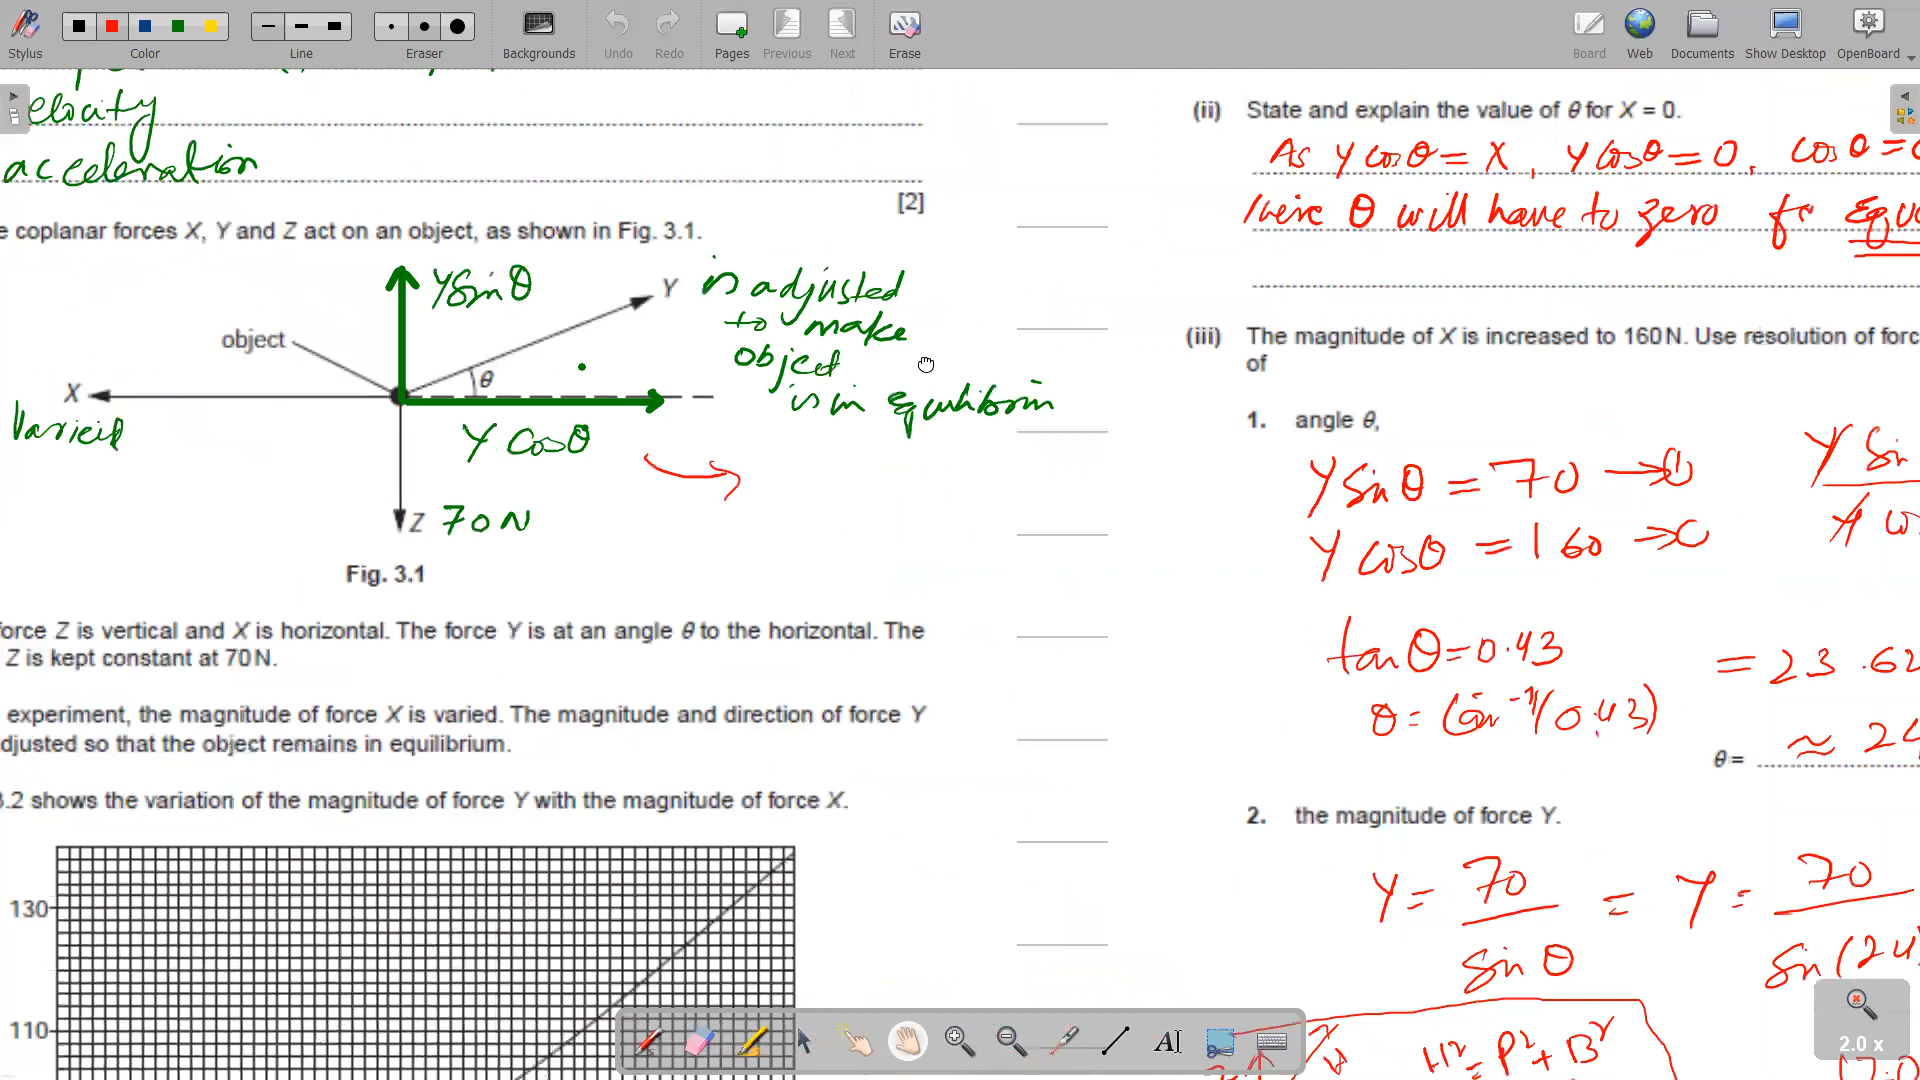 Stylus
Color
Line
Eraser
Backgrounds
Undo
Redo
Pages
Previous
Next
Erase
Board
Web
Documents
Show Desktop
OpenBoard
elocity
acceleration
[2]
e coplanar forces X, Y and Z act on an object, as shown in Fig. 3.1.
Y sin θ
Y
is adjusted
to make
object
is in
object
θ
X
Y cos θ
Z 70 N
Fig. 3.1
force Z is vertical and X is horizontal. The force Y is at an angle θ to the horizontal. The
Z is kept constant at 70 N.
experiment, the magnitude of force X is varied. The magnitude and direction of force Y
djusted so that the object remains in equilibrium.
3.2 shows the variation of the magnitude of force Y with the magnitude of force X.
130
110
(ii) State and explain the value of θ for X = 0.
As Y cos θ = X, Y cos θ = 0, cos θ =
θ will have to zero
(iii) The magnitude of X is increased to 160 N. Use resolution of forc
of
1. angle θ,
Y sin θ = 70
Y sin
Y cos θ = 160
tan θ = 0.43
= 23.62
(0.43)
≈ 24
θ =
2. the magnitude of force Y.
Y = 70 / sin θ = Y = 70 / sin (24
H² = P² + B²
2.0 x